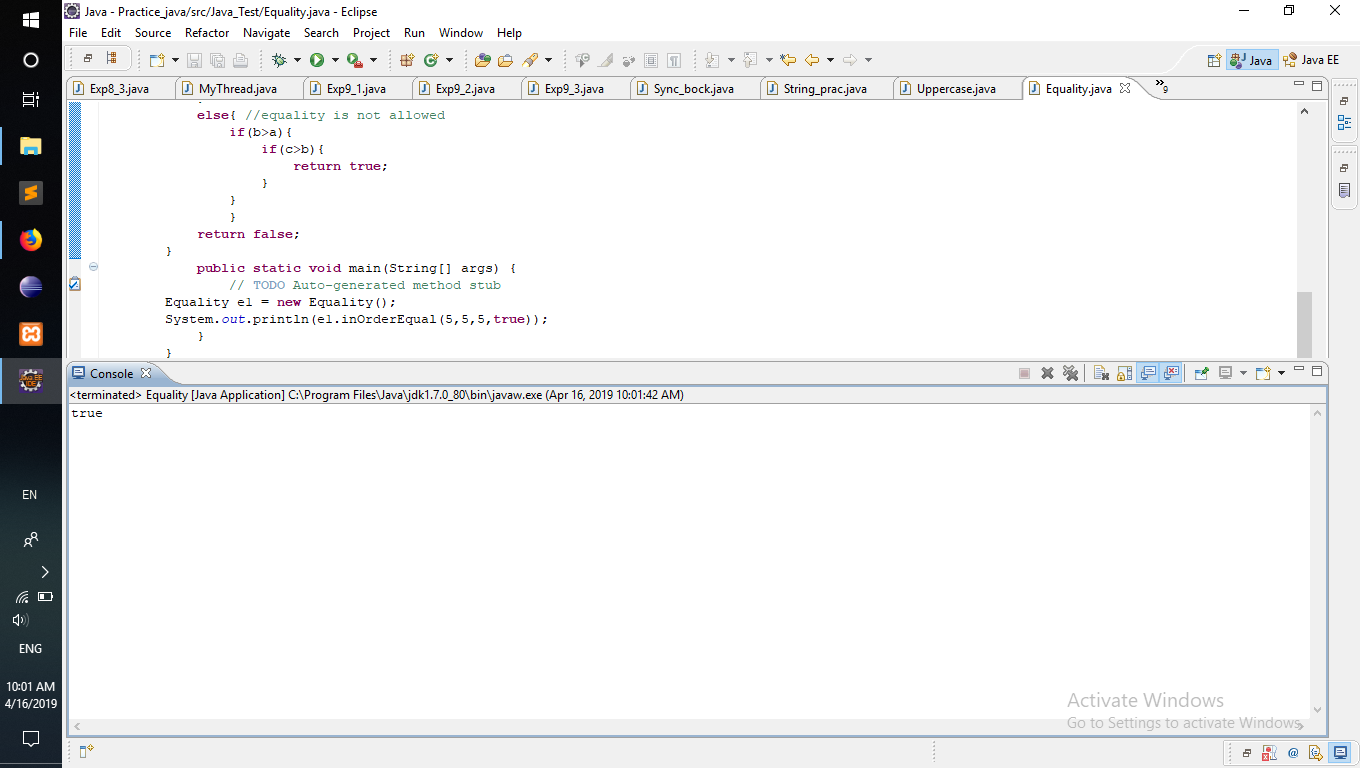 Java - Practice_java/src/Java_Test/Equality.java - Eclipse
File Edit Source Refactor Navigate Search Project Run Window Help
Java Java EE
Exp8_3.java MyThread.java Exp9_1.java Exp9_2.java Exp9_3.java Sync_bock.java String_prac.java Uppercase.java Equality.java »9
else{ //equality is not allowed
if(b>a){
if(c>b){
return true;
}
}
}
return false;
}
public static void main(String[] args) {
// TODO Auto-generated method stub
Equality e1 = new Equality();
System.out.println(e1.inOrderEqual(5,5,5,true));
}
}
Console
<terminated> Equality [Java Application] C:\Program Files\Java\jdk1.7.0_80\bin\javaw.exe (Apr 16, 2019 10:01:42 AM)
true
Activate Windows
Go to Settings to activate Windows.
EN
ENG
10:01 AM
4/16/2019